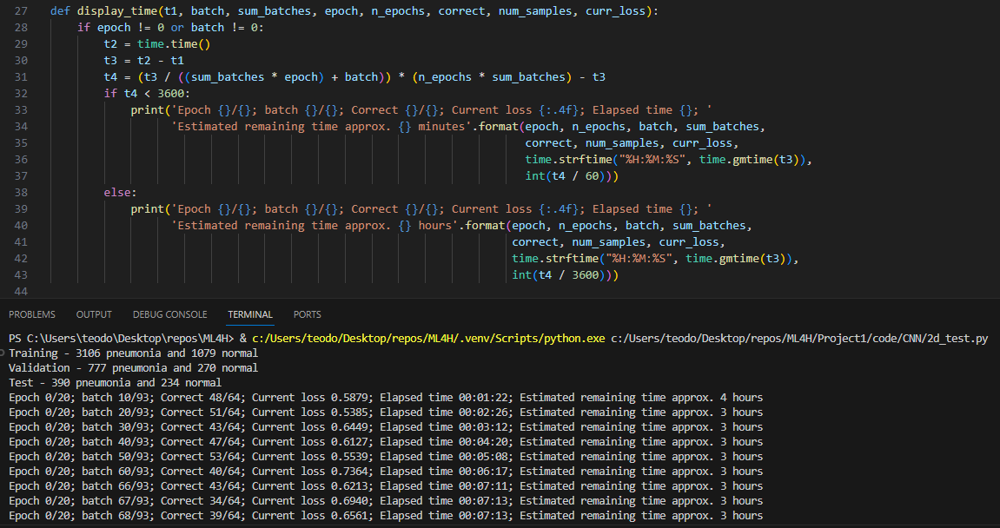 27 def display_time(t1, batch, sum_batches, epoch, n_epochs, correct, num_samples, curr_loss):
28 if epoch != 0 or batch != 0:
29 t2 = time.time()
30 t3 = t2 - t1
31 t4 = (t3 / ((sum_batches * epoch) + batch)) * (n_epochs * sum_batches) - t3
32 if t4 < 3600:
33 print('Epoch {}/{}; batch {}/{}; Correct {}/{}; Current loss {:.4f}; Elapsed time {}; '
34 'Estimated remaining time approx. {} minutes'.format(epoch, n_epochs, batch, sum_batches,
35 correct, num_samples, curr_loss,
36 time.strftime("%H:%M:%S", time.gmtime(t3)),
37 int(t4 / 60)))
38 else:
39 print('Epoch {}/{}; batch {}/{}; Correct {}/{}; Current loss {:.4f}; Elapsed time {}; '
40 'Estimated remaining time approx. {} hours'.format(epoch, n_epochs, batch, sum_batches,
41 correct, num_samples, curr_loss,
42 time.strftime("%H:%M:%S", time.gmtime(t3)),
43 int(t4 / 3600)))
44
PROBLEMS OUTPUT DEBUG CONSOLE TERMINAL PORTS
PS C:\Users\teodo\Desktop\repos\ML4H> & c:/Users/teodo/Desktop/repos/ML4H/.venv/Scripts/python.exe c:/Users/teodo/Desktop/repos/ML4H/Project1/code/CNN/2d_test.py
Training - 3106 pneumonia and 1079 normal
Validation - 777 pneumonia and 270 normal
Test - 390 pneumonia and 234 normal
Epoch 0/20; batch 10/93; Correct 48/64; Current loss 0.5879; Elapsed time 00:01:22; Estimated remaining time approx. 4 hours
Epoch 0/20; batch 20/93; Correct 51/64; Current loss 0.5385; Elapsed time 00:02:26; Estimated remaining time approx. 3 hours
Epoch 0/20; batch 30/93; Correct 43/64; Current loss 0.6449; Elapsed time 00:03:12; Estimated remaining time approx. 3 hours
Epoch 0/20; batch 40/93; Correct 47/64; Current loss 0.6127; Elapsed time 00:04:20; Estimated remaining time approx. 3 hours
Epoch 0/20; batch 50/93; Correct 53/64; Current loss 0.5539; Elapsed time 00:05:08; Estimated remaining time approx. 3 hours
Epoch 0/20; batch 60/93; Correct 40/64; Current loss 0.7364; Elapsed time 00:06:17; Estimated remaining time approx. 3 hours
Epoch 0/20; batch 66/93; Correct 43/64; Current loss 0.6213; Elapsed time 00:07:11; Estimated remaining time approx. 3 hours
Epoch 0/20; batch 67/93; Correct 34/64; Current loss 0.6940; Elapsed time 00:07:13; Estimated remaining time approx. 3 hours
Epoch 0/20; batch 68/93; Correct 39/64; Current loss 0.6561; Elapsed time 00:07:13; Estimated remaining time approx. 3 hours